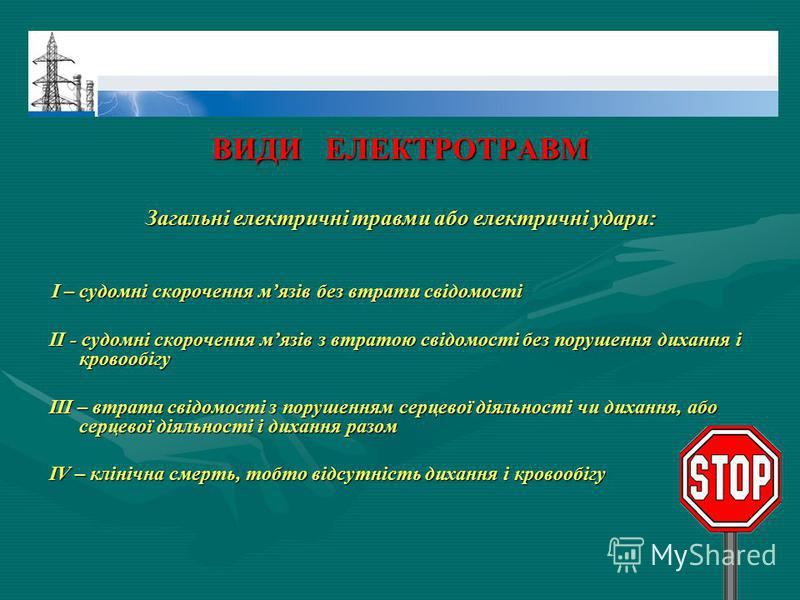 ВИДИ ЕЛЕКТРОТРАВМ
Загальні електричні травми або електричні удари:
І – судомні скорочення м’язів без втрати свідомості
ІІ - судомні скорочення м’язів з втратою свідомості без порушення дихання і
кровообігу
ІІІ – втрата свідомості з порушенням серцевої діяльності чи дихання, або
серцевої діяльності і дихання разом
IV – клінічна смерть, тобто відсутність дихання і кровообігу
STOP
MyShared